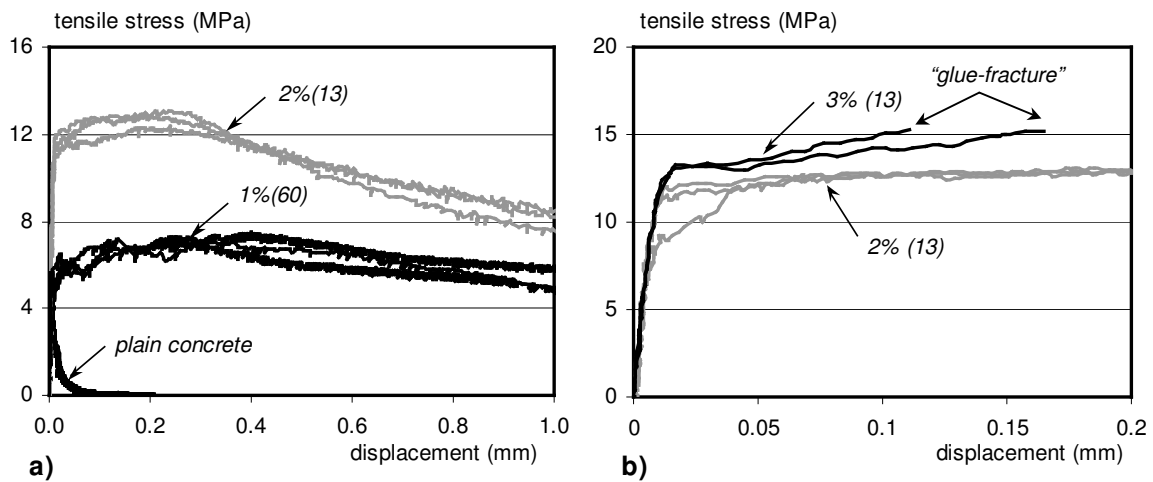 tensile stress (MPa)
16
12
8
4
0
2%(13)
1%(60)
plain concrete
0.0 0.2 0.4 0.6 0.8 1.0
displacement (mm)
a)
tensile stress (MPa)
20
15
10
5
0
“glue-fracture”
3% (13)
2% (13)
0 0.05 0.1 0.15 0.2
displacement (mm)
b)